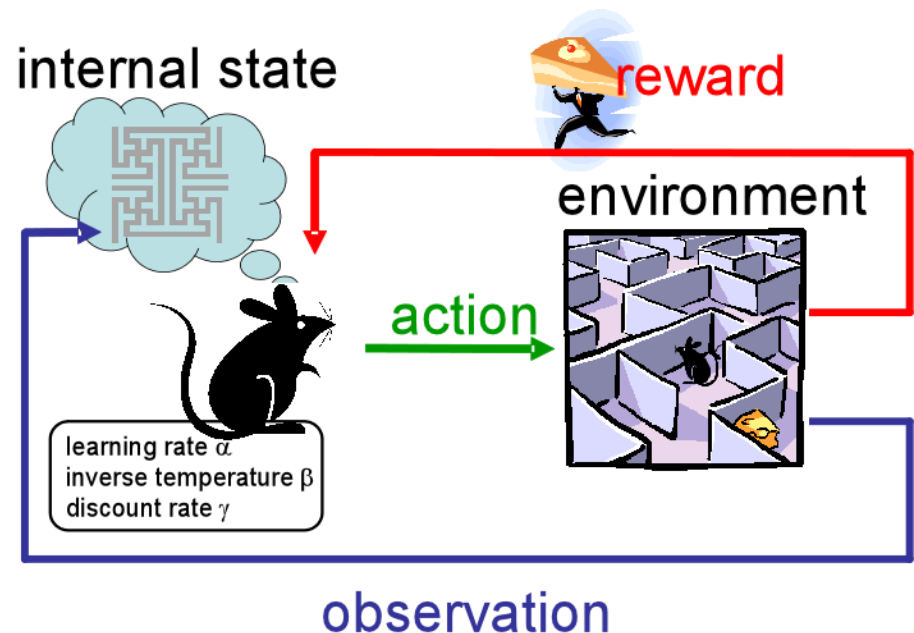 internal state
reward
environment
action
learning rate α
inverse temperature β
discount rate γ
observation